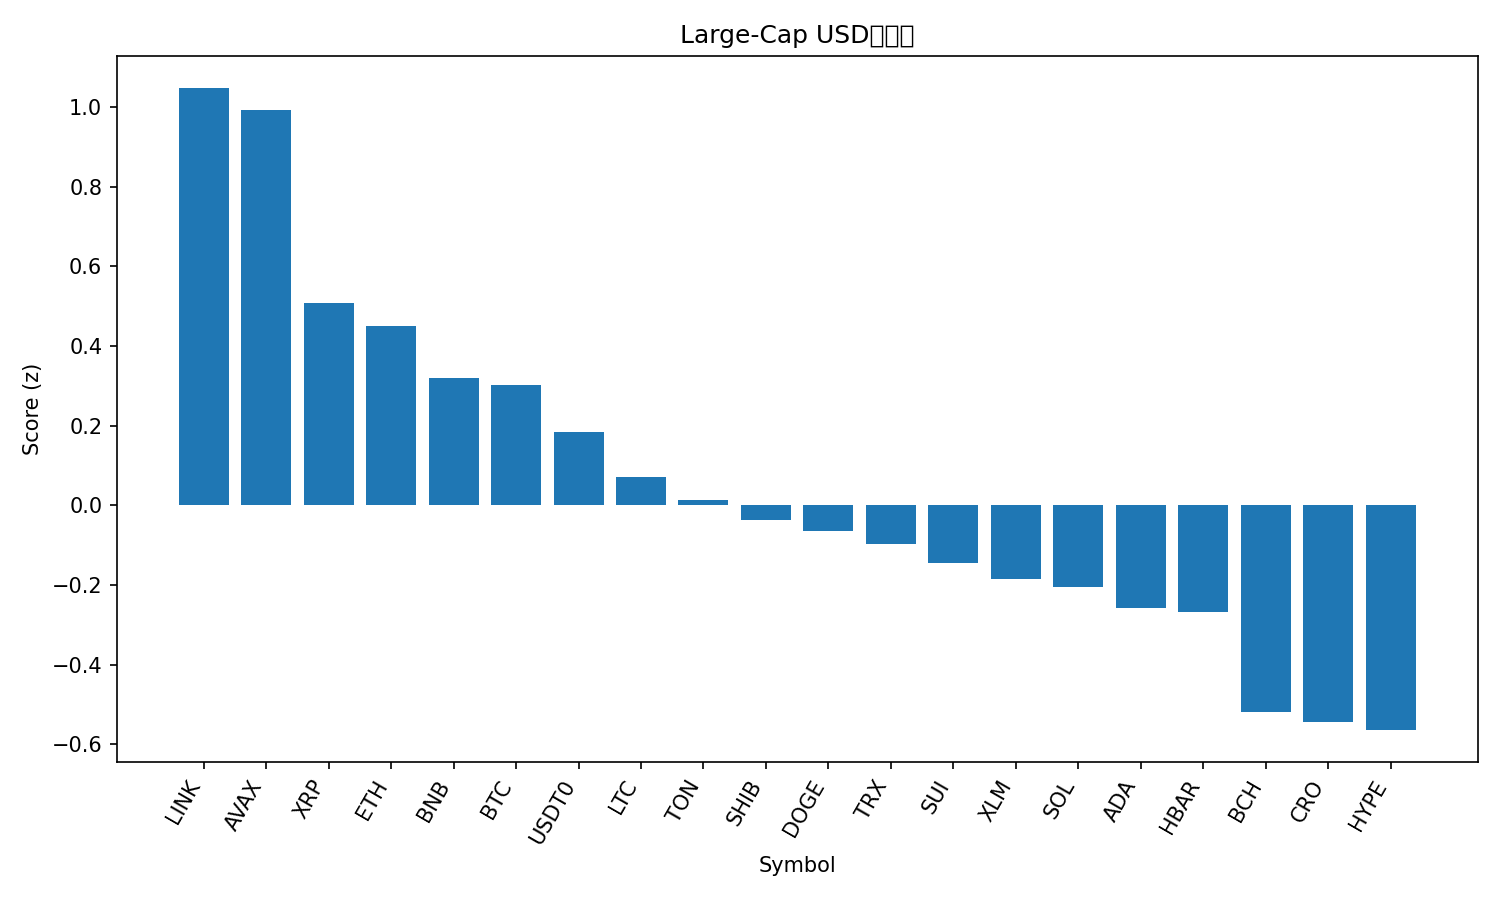 Large-Cap USD
Score (z)
1.0
0.8
0.6
0.4
0.2
0.0
−0.2
−0.4
−0.6
LINK
AVAX
XRP
ETH
BNB
BTC
USDT0
LTC
TON
SHIB
DOGE
TRX
SUI
XLM
SOL
ADA
HBAR
BCH
CRO
HYPE
Symbol